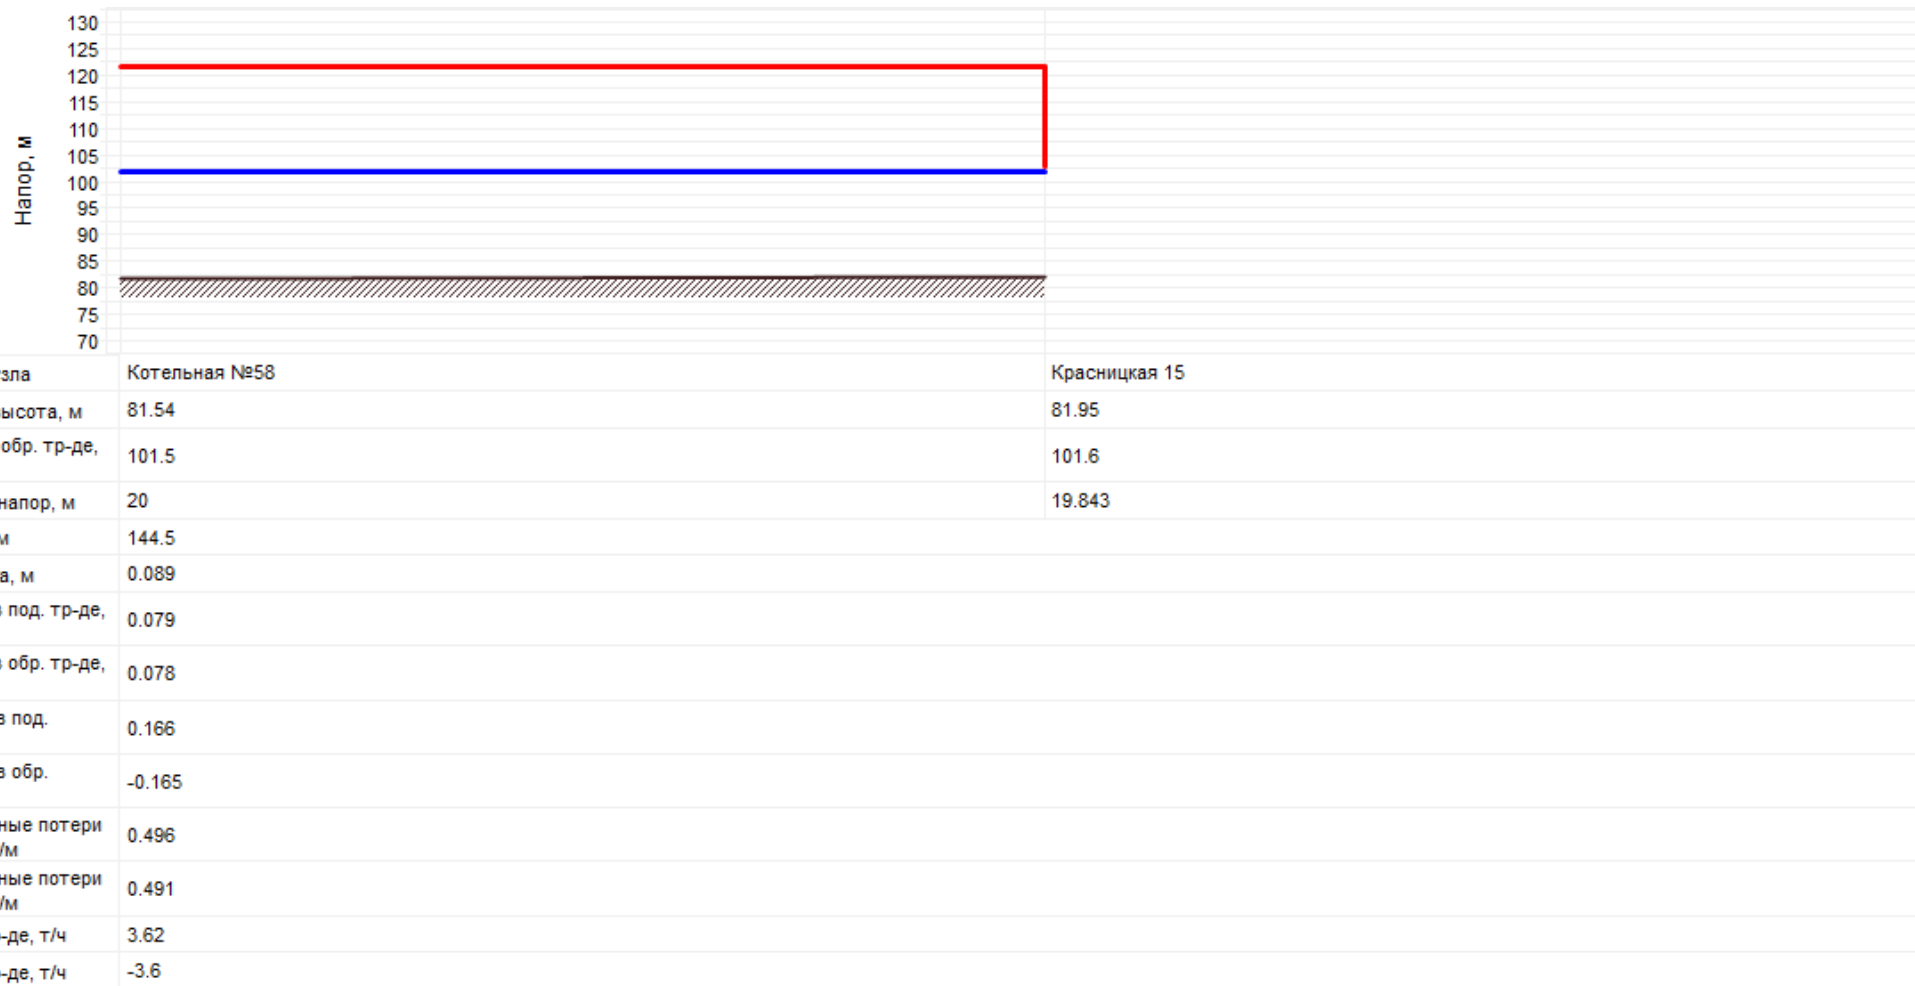 130
125
120
115
110
105
100
95
90
85
80
75
70
Напор, м
зла Котельная №58 Красницкая 15
ысота, м 81.54 81.95
обр. тр-де, 101.5 101.6
напор, м 20 19.843
м 144.5
а, м 0.089
в под. тр-де, 0.079
в обр. тр-де, 0.078
в под. 0.166
в обр. -0.165
ные потери 0.496
/м
ные потери 0.491
/м
-де, т/ч 3.62
-де, т/ч -3.6